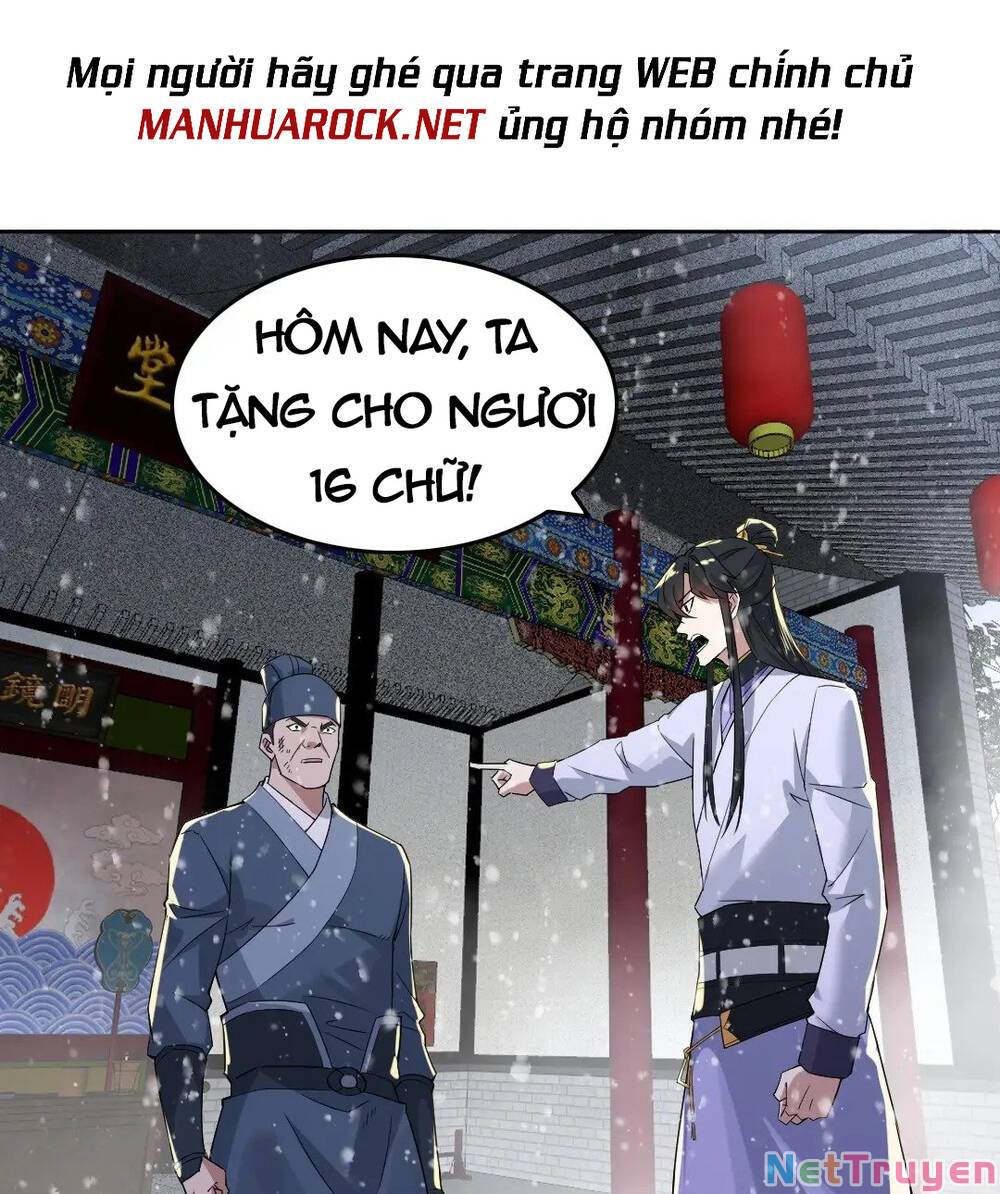 Mọi người hãy ghé qua trang WEB chính chủ
MANHUAROCK.NET ủng hộ nhóm nhé!
堂
HÔM NAY, TA
TẶNG CHO NGƯƠI
16 CHỮ!
鏡明
NetTruyen